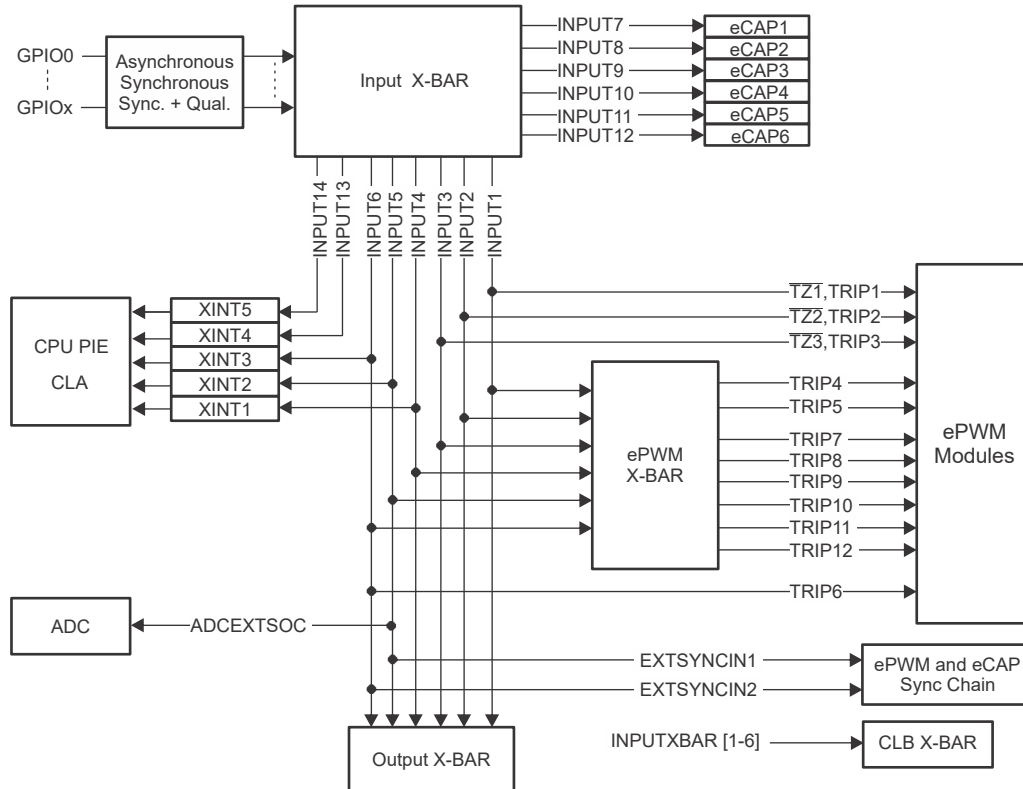 GPIO0
GPIOx
Asynchronous
Synchronous
Sync. + Qual.
Input X-BAR
INPUT7
INPUT8
INPUT9
INPUT10
INPUT11
INPUT12
eCAP1
eCAP2
eCAP3
eCAP4
eCAP5
eCAP6
INPUT14
INPUT13
INPUT6
INPUT5
INPUT4
INPUT3
INPUT2
INPUT1
CPU PIE
CLA
XINT5
XINT4
XINT3
XINT2
XINT1
TZ1,TRIP1
TZ2,TRIP2
TZ3,TRIP3
ePWM
X-BAR
TRIP4
TRIP5
TRIP7
TRIP8
TRIP9
TRIP10
TRIP11
TRIP12
TRIP6
ePWM
Modules
ADC
ADCEXTSOC
EXTSYNCIN1
EXTSYNCIN2
ePWM and eCAP
Sync Chain
Output X-BAR
INPUTXBAR [1-6]
CLB X-BAR